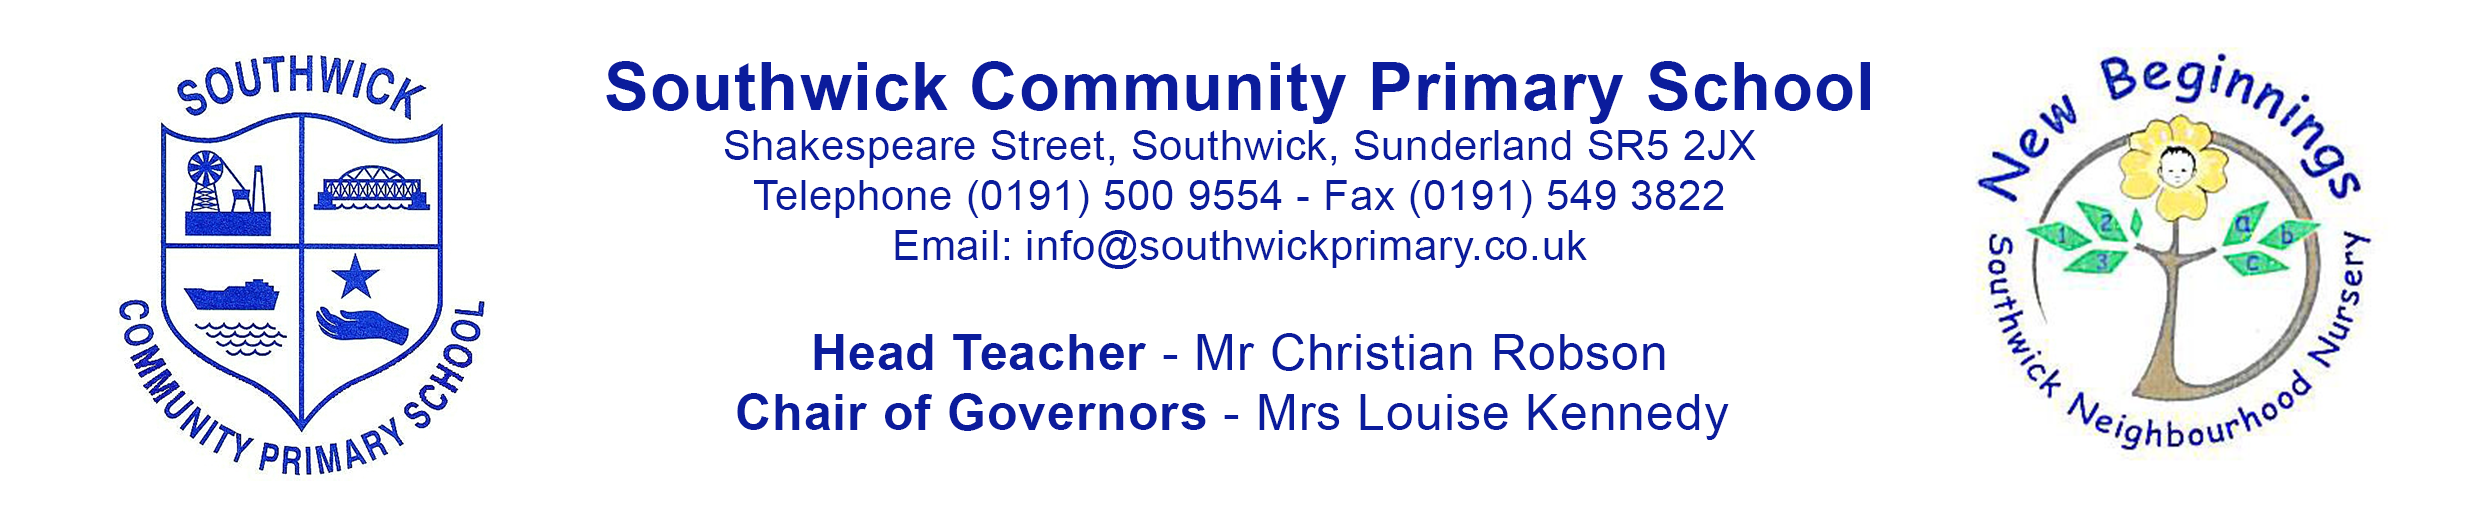 SOUTHWICK
COMMUNITY PRIMARY SCHOOL
Southwick Community Primary School
Shakespeare Street, Southwick, Sunderland SR5 2JX
Telephone (0191) 500 9554 - Fax (0191) 549 3822
Email: info@southwickprimary.co.uk
Head Teacher - Mr Christian Robson
Chair of Governors - Mrs Louise Kennedy
New Beginnings
1 2 3 a b c
Southwick Neighbourhood Nursery